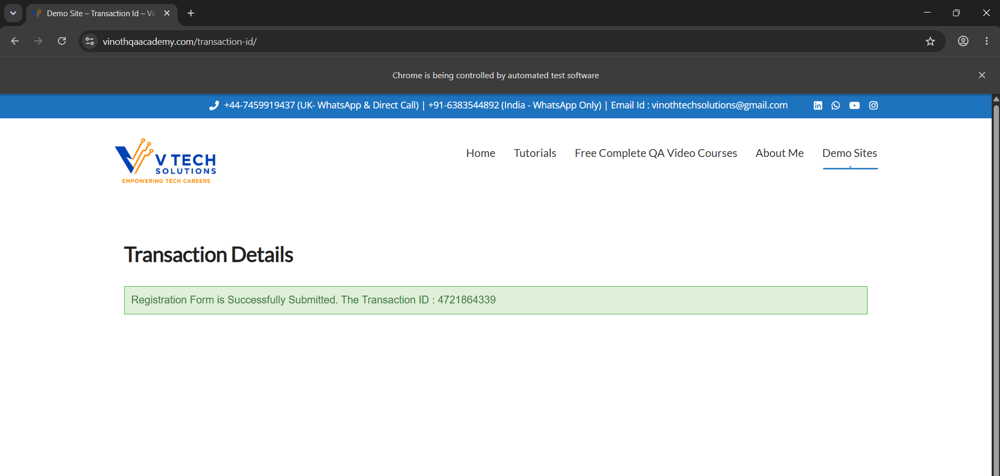 Demo Site – Transaction Id – Vi
vinothqaacademy.com/transaction-id/
Chrome is being controlled by automated test software
+44-7459919437 (UK- WhatsApp & Direct Call) | +91-6383544892 (India - WhatsApp Only) | Email Id : vinothtechsolutions@gmail.com
V TECH
SOLUTIONS
EMPOWERING TECH CAREERS
Home Tutorials Free Complete QA Video Courses About Me Demo Sites
Transaction Details
Registration Form is Successfully Submitted. The Transaction ID : 4721864339